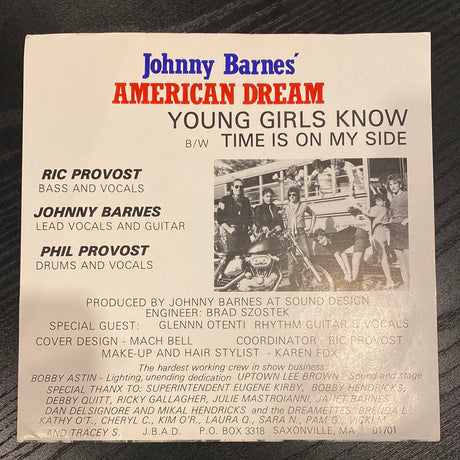 Johnny Barnes'
AMERICAN DREAM
YOUNG GIRLS KNOW
B/W TIME IS ON MY SIDE
RIC PROVOST
BASS AND VOCALS
JOHNNY BARNES
LEAD VOCALS AND GUITAR
PHIL PROVOST
DRUMS AND VOCALS
PRODUCED BY JOHNNY BARNES AT SOUND DESIGN
ENGINEER: BRAD SZOSTEK
SPECIAL GUEST: GLENNN OTENTI RHYTHM GUITAR & VOCALS
COVER DESIGN - MACH BELL COORDINATOR - RIC PROVOST
MAKE-UP AND HAIR STYLIST - KAREN FOX
The hardest working crew in show business:
BOBBY ASTIN - Lighting, unending dedication UPTOWN LEE BROWN - Sound and stage
SPECIAL THANX TO: SUPERINTENDENT EUGENE KIRBY, BOBBY HENDRICKS,
DEBBY QUITT, RICKY GALLAGHER, JULIE MASTROIANNI, JANET BARNES,
DAN DELSIGNORE AND MIKAL HENDRICKS and the DREAMETTES: BRENDA L.,
KATHY O'T., CHERYL C., KIM O'R., LAURA Q., SARA N., PAM G., VICKI
AND TRACEY S. J.B.A.D. P.O. BOX 3318 SAXONVILLE, MA 01701